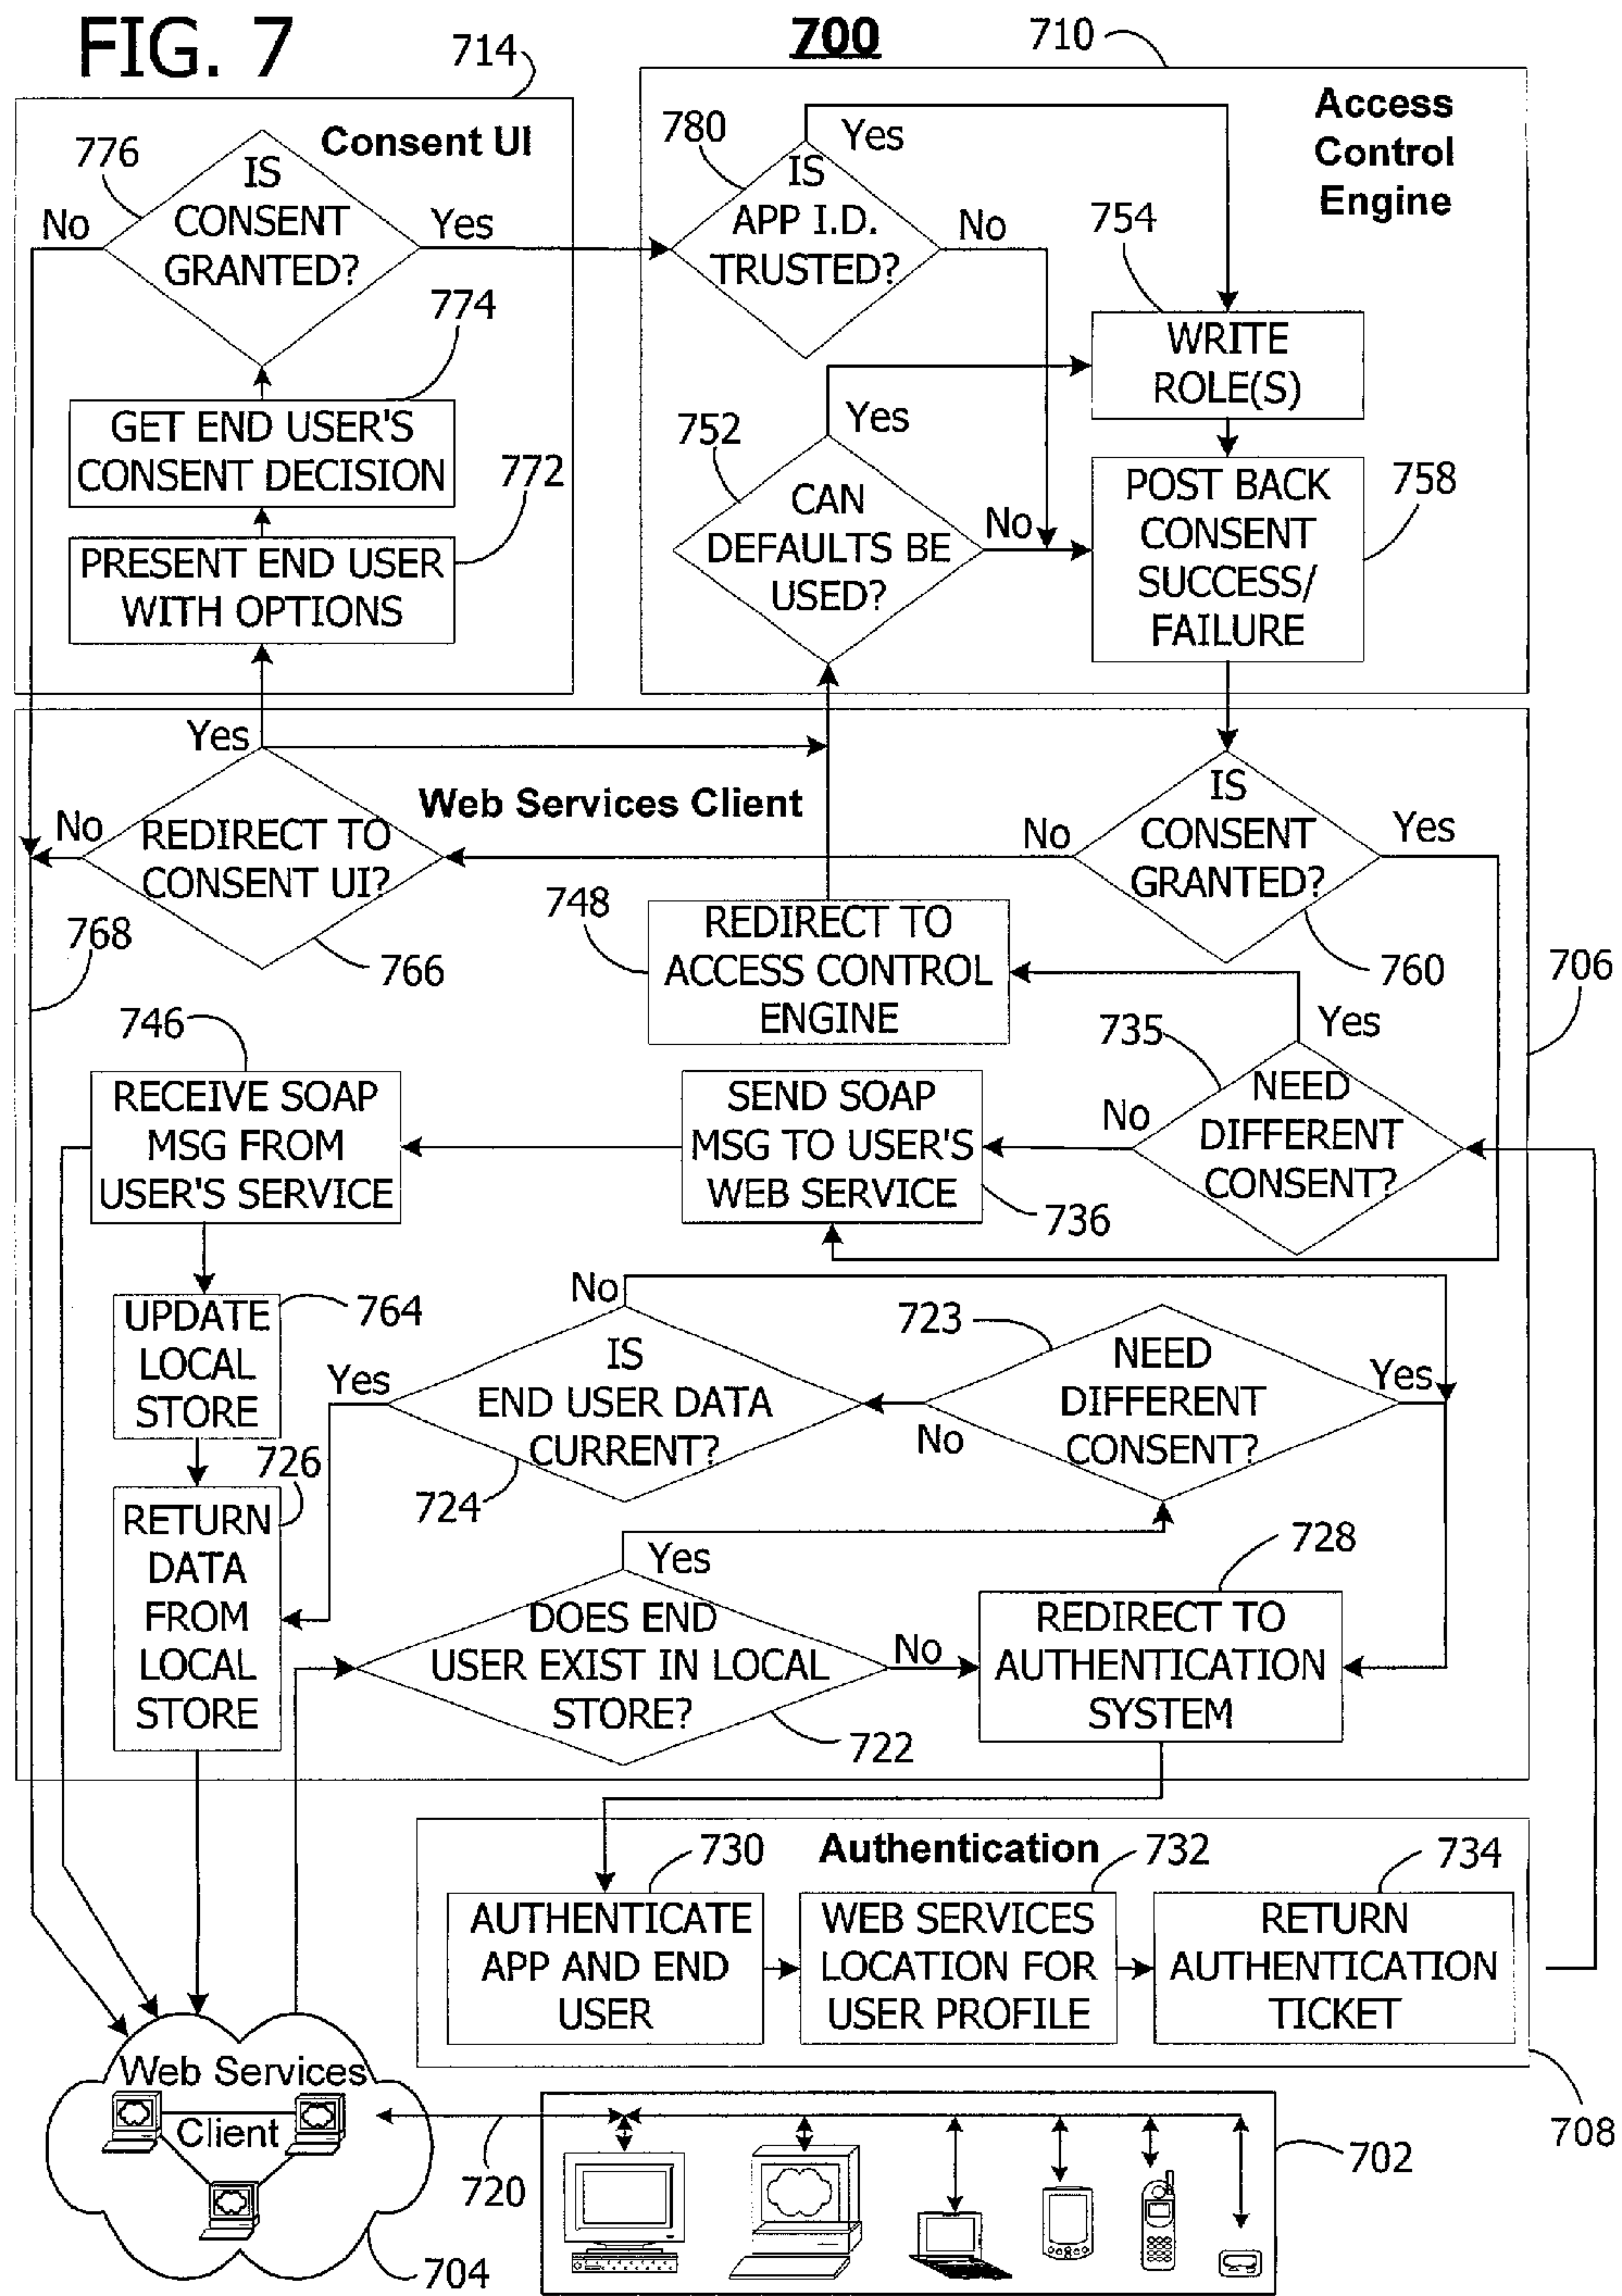 FIG. 7
700
714
710
Consent UI
776
IS
CONSENT
GRANTED?
No
Yes
774
GET END USER'S
CONSENT DECISION
772
PRESENT END USER
WITH OPTIONS
Access
Control
Engine
780
Yes
IS
APP I.D.
TRUSTED?
No
754
WRITE
ROLE(S)
752
Yes
CAN
DEFAULTS BE
USED?
No
POST BACK
CONSENT
SUCCESS/
FAILURE
758
Yes
Web Services Client
No
REDIRECT TO
CONSENT UI?
766
768
IS
CONSENT
GRANTED?
No
Yes
760
706
748
REDIRECT TO
ACCESS CONTROL
ENGINE
746
RECEIVE SOAP
MSG FROM
USER'S SERVICE
SEND SOAP
MSG TO USER'S
WEB SERVICE
736
735
Yes
No
NEED
DIFFERENT
CONSENT?
UPDATE
LOCAL
STORE
764
No
IS
END USER DATA
CURRENT?
Yes
724
723
NEED
DIFFERENT
CONSENT?
Yes
No
726
RETURN
DATA
FROM
LOCAL
STORE
Yes
DOES END
USER EXIST IN LOCAL
STORE?
No
722
728
REDIRECT TO
AUTHENTICATION
SYSTEM
Authentication
730
732
734
AUTHENTICATE
APP AND END
USER
WEB SERVICES
LOCATION FOR
USER PROFILE
RETURN
AUTHENTICATION
TICKET
708
Web Services
Client
720
702
704